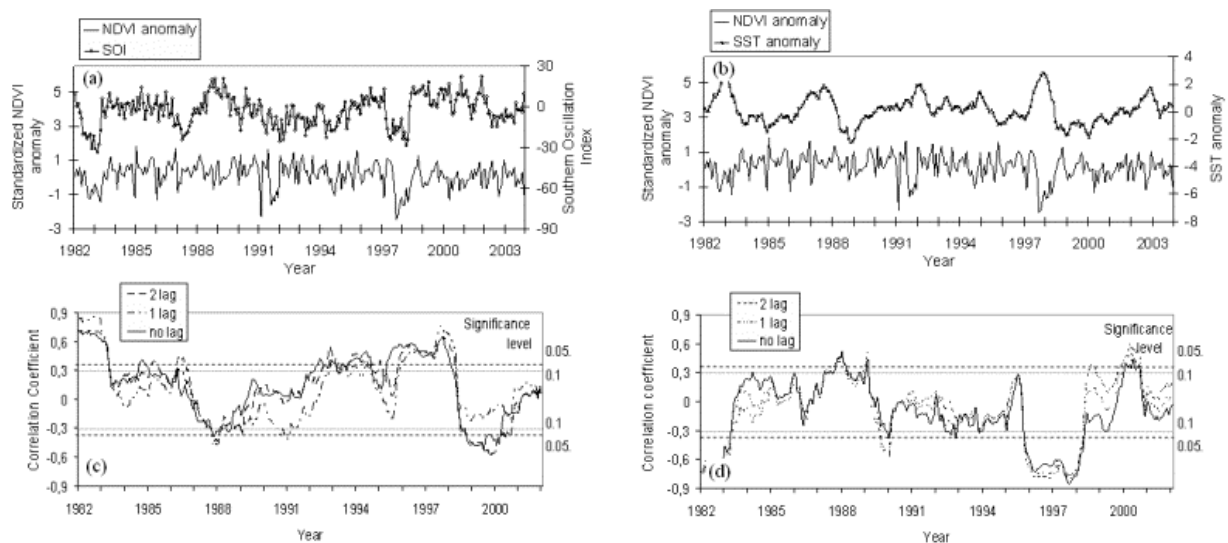 NDVI anomaly
SOI
(a)
Standardized NDVI
anomaly
5
3
1
-1
-3
30
0
-30
-60
-90
Southern Oscillation
Index
1982 1985 1988 1991 1994 1997 2000 2003
Year
NDVI anomaly
SST anomaly
(b)
Standardized NDVI
anomaly
5
3
1
-1
-3
4
2
0
-2
-4
-6
-8
SST anomaly
1982 1985 1988 1991 1994 1997 2000 2003
Year
2 lag
1 lag
no lag
Significance
level
0.05.
0.1
0.1
0.05.
(c)
Correlation Coefficient
0,9
0,6
0,3
0
-0,3
-0,6
-0,9
1982 1985 1988 1991 1994 1997 2000
Year
2 lag
1 lag
no lag
Significance
level
0.05.
0.1
0.1
0.05.
(d)
Correlation coefficient
0,9
0,6
0,3
0
-0,3
-0,6
-0,9
1982 1985 1988 1991 1994 1997 2000
Year